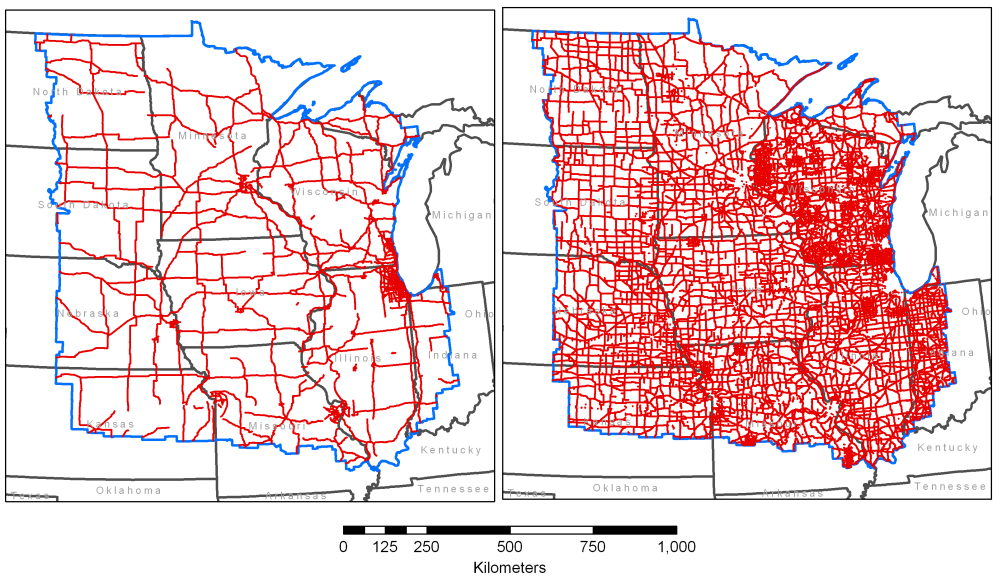 North Dakota
Minnesota
Wisconsin
South Dakota
Michigan
Iowa
Nebraska
Ohio
Illinois
Indiana
Kansas
Missouri
Kentucky
Oklahoma
Tennessee
Texas
Arkansas
North Dakota
Minnesota
Wisconsin
South Dakota
Michigan
Iowa
Nebraska
Ohio
Illinois
Indiana
Kansas
Missouri
Kentucky
Oklahoma
Tennessee
Texas
Arkansas
0 125 250 500 750 1,000
Kilometers